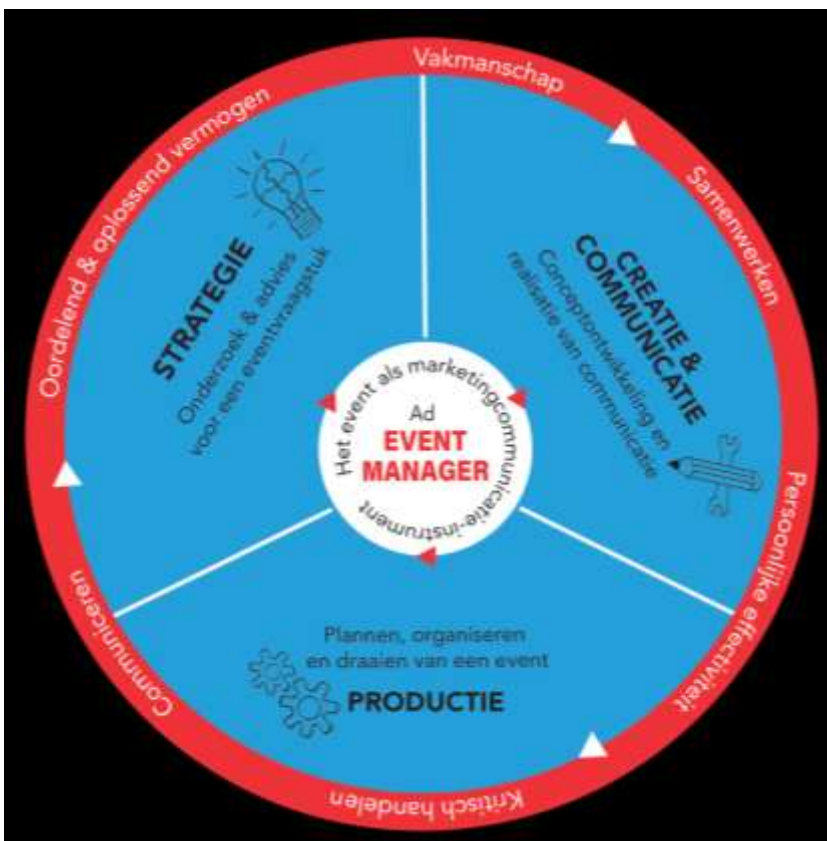 Vakmanschap
Samenwerken
Persoonlijke effectiviteit
Kritisch handelen
Communiceren
Oordelend & oplossend vermogen
STRATEGIE
Onderzoek & advies
voor een eventvraagstuk
CREATIE &
COMMUNICATIE
Conceptontwikkeling en
realisatie van communicatie
Het event als marketingcommunicatie-instrument
Ad
EVENT
MANAGER
Plannen, organiseren
en draaien van een event
PRODUCTIE